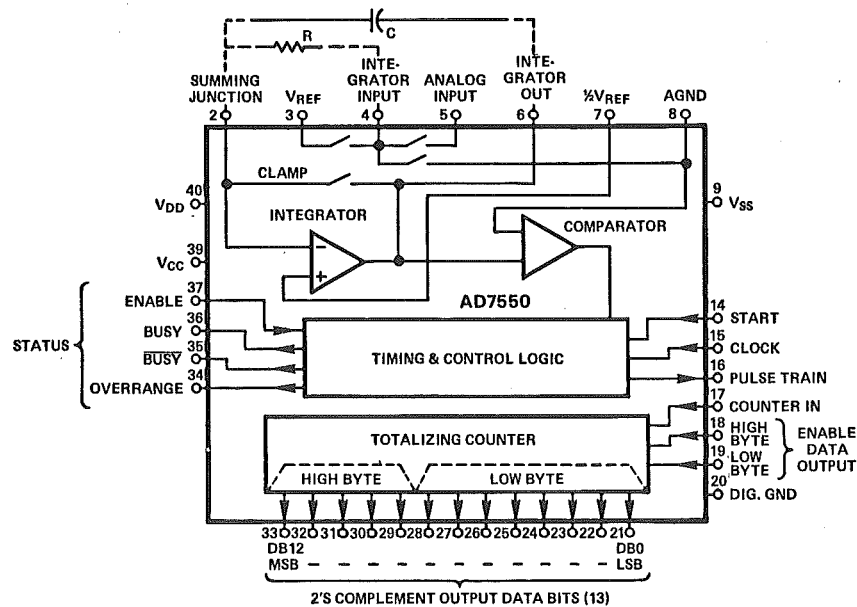 C
R
SUMMING
JUNCTION
2
VREF
3
INTE-
GRATOR
INPUT
4
ANALOG
INPUT
5
INTE-
GRATOR
OUT
6
½VREF
7
AGND
8
CLAMP
40
VDD
9
VSS
INTEGRATOR
COMPARATOR
39
VCC
−
+
AD7550
STATUS
37
ENABLE
36
BUSY
35
BUSY
34
OVERRANGE
TIMING & CONTROL LOGIC
14
START
15
CLOCK
16
PULSE TRAIN
17
COUNTER IN
18
HIGH
BYTE
19
LOW
BYTE
ENABLE
DATA
OUTPUT
20
DIG. GND
TOTALIZING COUNTER
HIGH BYTE
LOW BYTE
33 32 31 30 29 28 27 26 25 24 23 22 21
DB12 DB0
MSB – – – – – – – – – – – LSB
2'S COMPLEMENT OUTPUT DATA BITS (13)